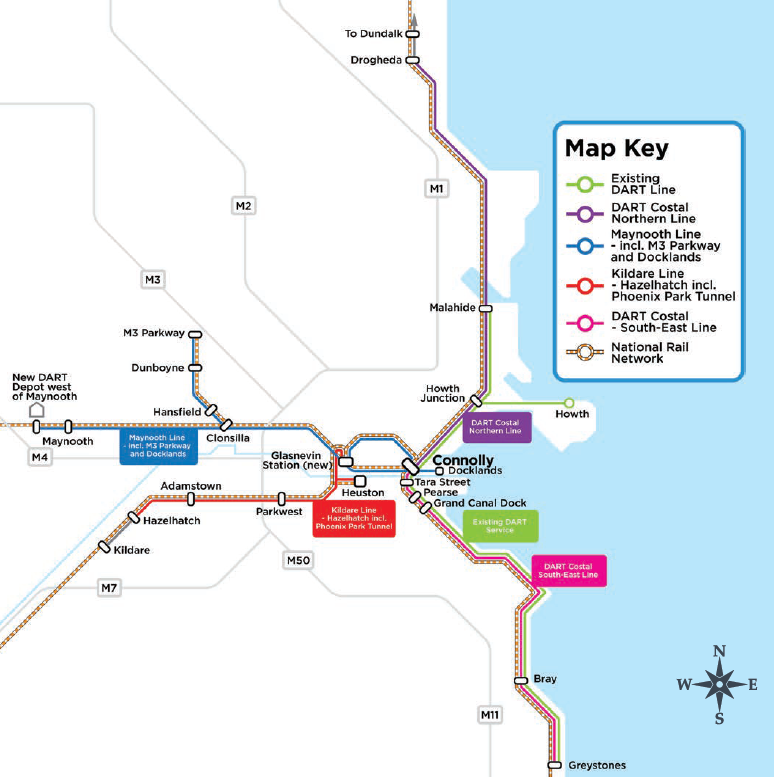 To Dundalk
Drogheda
M1
M2
M3
Malahide
M3 Parkway
Dunboyne
New DART
Depot west
of Maynooth
Hansfield
Howth
Junction
Howth
Maynooth
Clonsilla
Maynooth Line
- incl. M3 Parkway
and Docklands
DART Costal
Northern Line
M4
Glasnevin
Station (new)
Connolly
Docklands
Tara Street
Pearse
Grand Canal Dock
Adamstown
Heuston
Parkwest
Hazelhatch
Kildare Line
- Hazelhatch incl.
Phoenix Park Tunnel
Existing DART
Service
Kildare
M50
DART Costal
South-East Line
M7
Bray
M11
Greystones
Map Key
Existing
DART Line
DART Costal
Northern Line
Maynooth Line
- incl. M3 Parkway
and Docklands
Kildare Line
- Hazelhatch incl.
Phoenix Park Tunnel
DART Costal
- South-East Line
National Rail
Network
N
W E
S